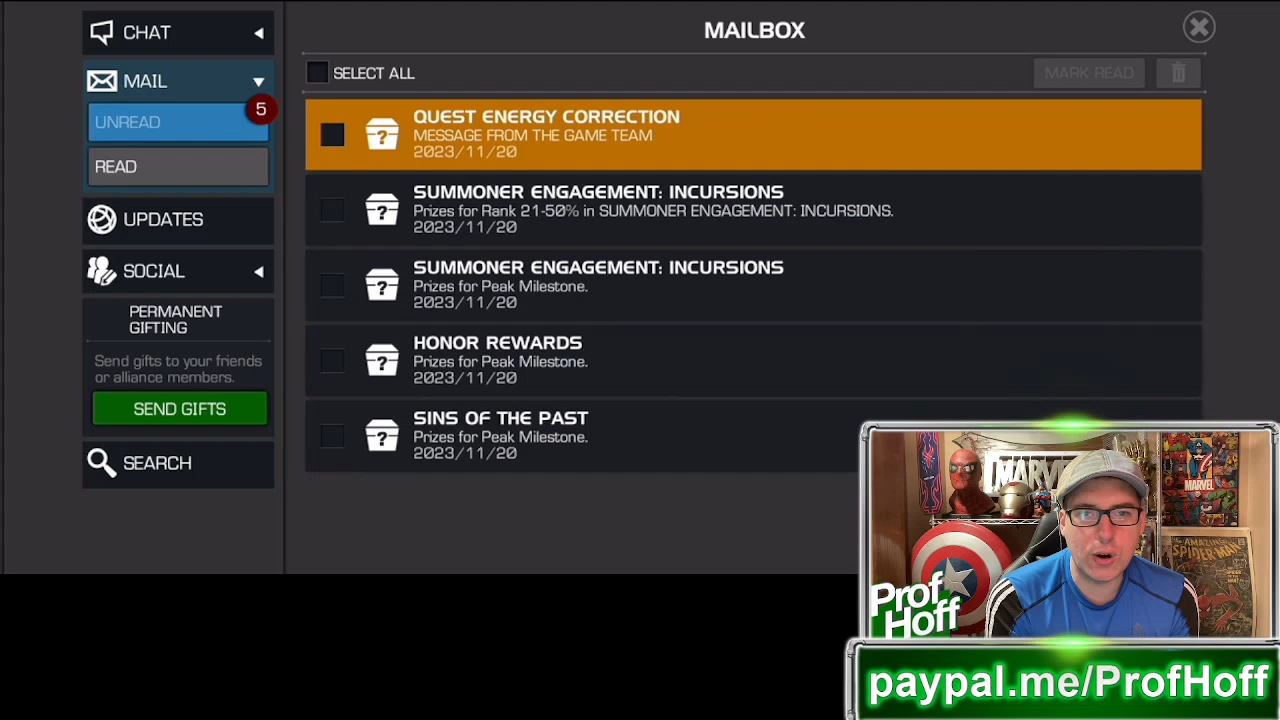 CHAT
MAIL
5
UNREAD
READ
UPDATES
SOCIAL
PERMANENT
GIFTING
Send gifts to your friends
or alliance members.
SEND GIFTS
SEARCH
MAILBOX
SELECT ALL
MARK READ
QUEST ENERGY CORRECTION
MESSAGE FROM THE GAME TEAM
2023/11/20
SUMMONER ENGAGEMENT: INCURSIONS
Prizes for Rank 21-50% in SUMMONER ENGAGEMENT: INCURSIONS.
2023/11/20
SUMMONER ENGAGEMENT: INCURSIONS
Prizes for Peak Milestone.
2023/11/20
HONOR REWARDS
Prizes for Peak Milestone.
2023/11/20
SINS OF THE PAST
Prizes for Peak Milestone.
2023/11/20
MARVEL
MARVEL
AMAZING
SPIDER-MAN
Prof
Hoff
paypal.me/ProfHoff